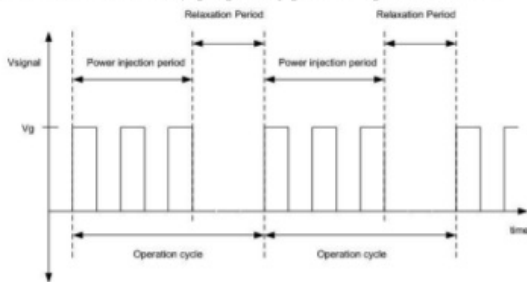 Relaxation Period
Relaxation Period
Vsignal
Power injection period
Power injection period
Vg
time
Operation cycle
Operation cycle